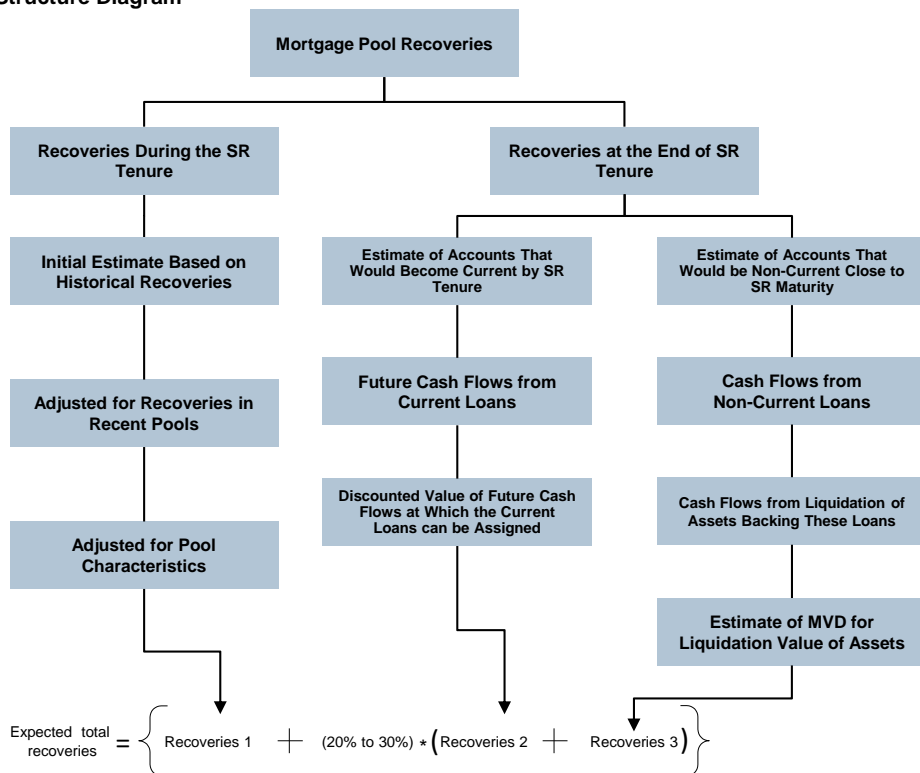 Structure Diagram
Mortgage Pool Recoveries
Recoveries During the SR
Tenure
Recoveries at the End of SR
Tenure
Initial Estimate Based on
Historical Recoveries
Estimate of Accounts That
Would Become Current by SR
Tenure
Estimate of Accounts That
Would be Non-Current Close to
SR Maturity
Adjusted for Recoveries in
Recent Pools
Future Cash Flows from
Current Loans
Cash Flows from
Non-Current Loans
Adjusted for Pool
Characteristics
Discounted Value of Future Cash
Flows at Which the Current
Loans can be Assigned
Cash Flows from Liquidation of
Assets Backing These Loans
Estimate of MVD for
Liquidation Value of Assets
Expected total
recoveries
= { Recoveries 1 + (20% to 30%) * ( Recoveries 2 + Recoveries 3 ) }